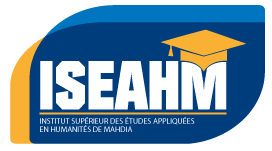 ISEAHM
INSTITUT SUPÉRIEUR DES ÉTUDES APPLIQUÉES
EN HUMANITÉS DE MAHDIA